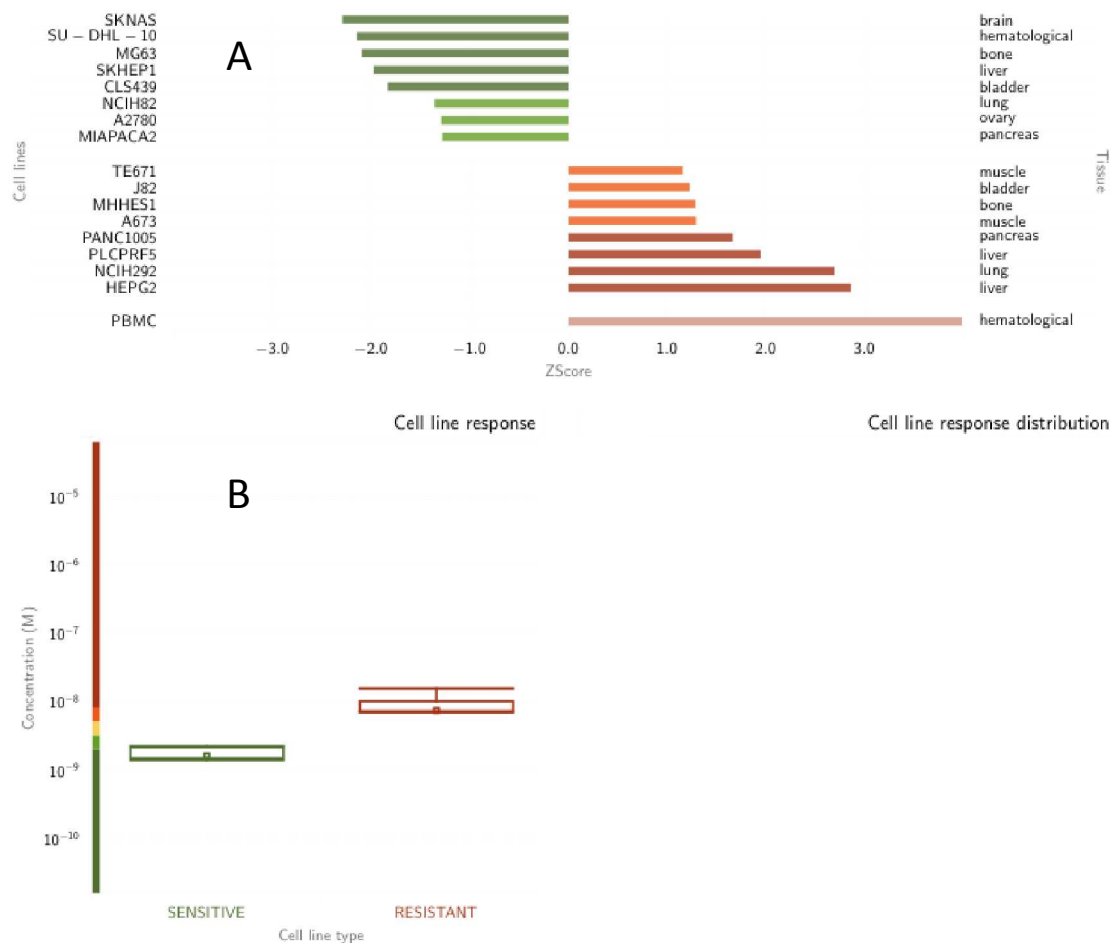 A
Cell lines
Tissue
SKNAS brain
SU – DHL – 10 hematological
MG63 bone
SKHEP1 liver
CLS439 bladder
NCIH82 lung
A2780 ovary
MIAPACA2 pancreas
TE671 muscle
J82 bladder
MHHES1 bone
A673 muscle
PANC1005 pancreas
PLCPRF5 liver
NCIH292 lung
HEPG2 liver
PBMC hematological
−3.0 −2.0 −1.0 0.0 1.0 2.0 3.0
ZScore
Cell line response
Cell line response distribution
B
Concentration (M)
10⁻⁵
10⁻⁶
10⁻⁷
10⁻⁸
10⁻⁹
10⁻¹⁰
SENSITIVE RESISTANT
Cell line type